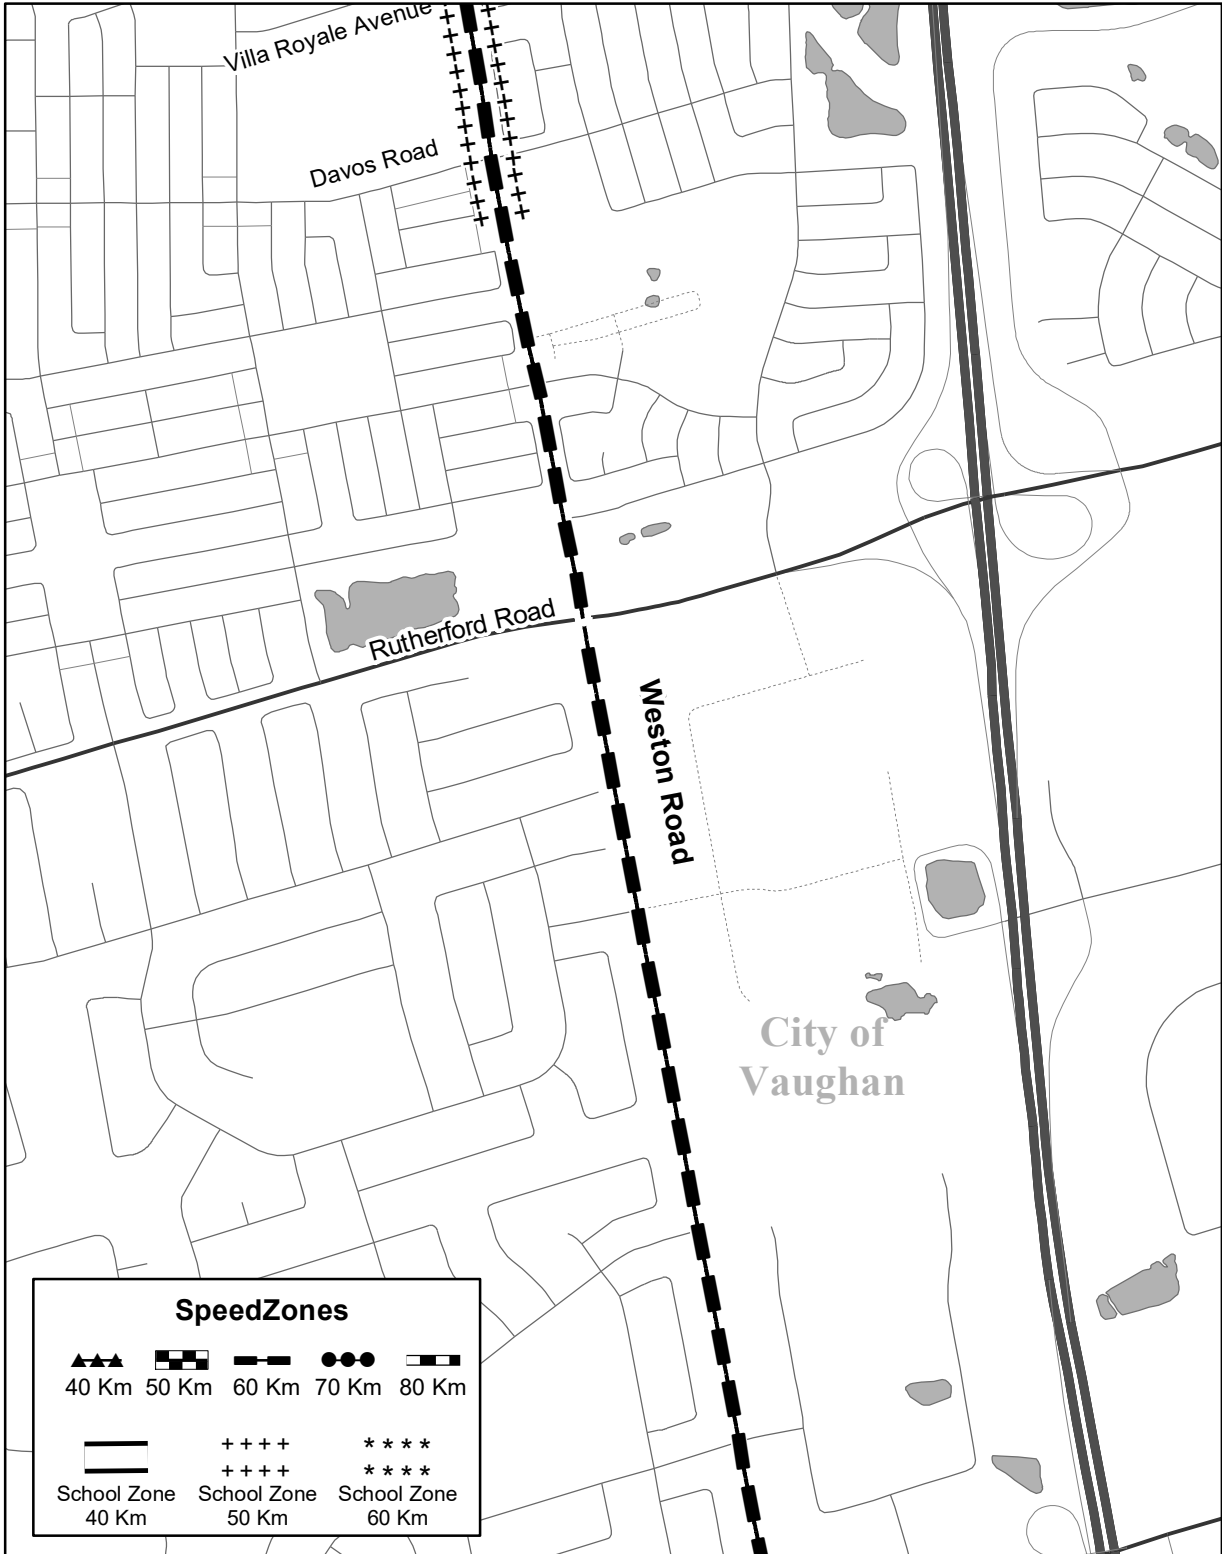 Villa Royale Avenue
Davos Road
Rutherford Road
Weston Road
City of
Vaughan
SpeedZones
40 Km 50 Km 60 Km 70 Km 80 Km
++++ ****
++++ ****
School Zone School Zone School Zone
40 Km 50 Km 60 Km